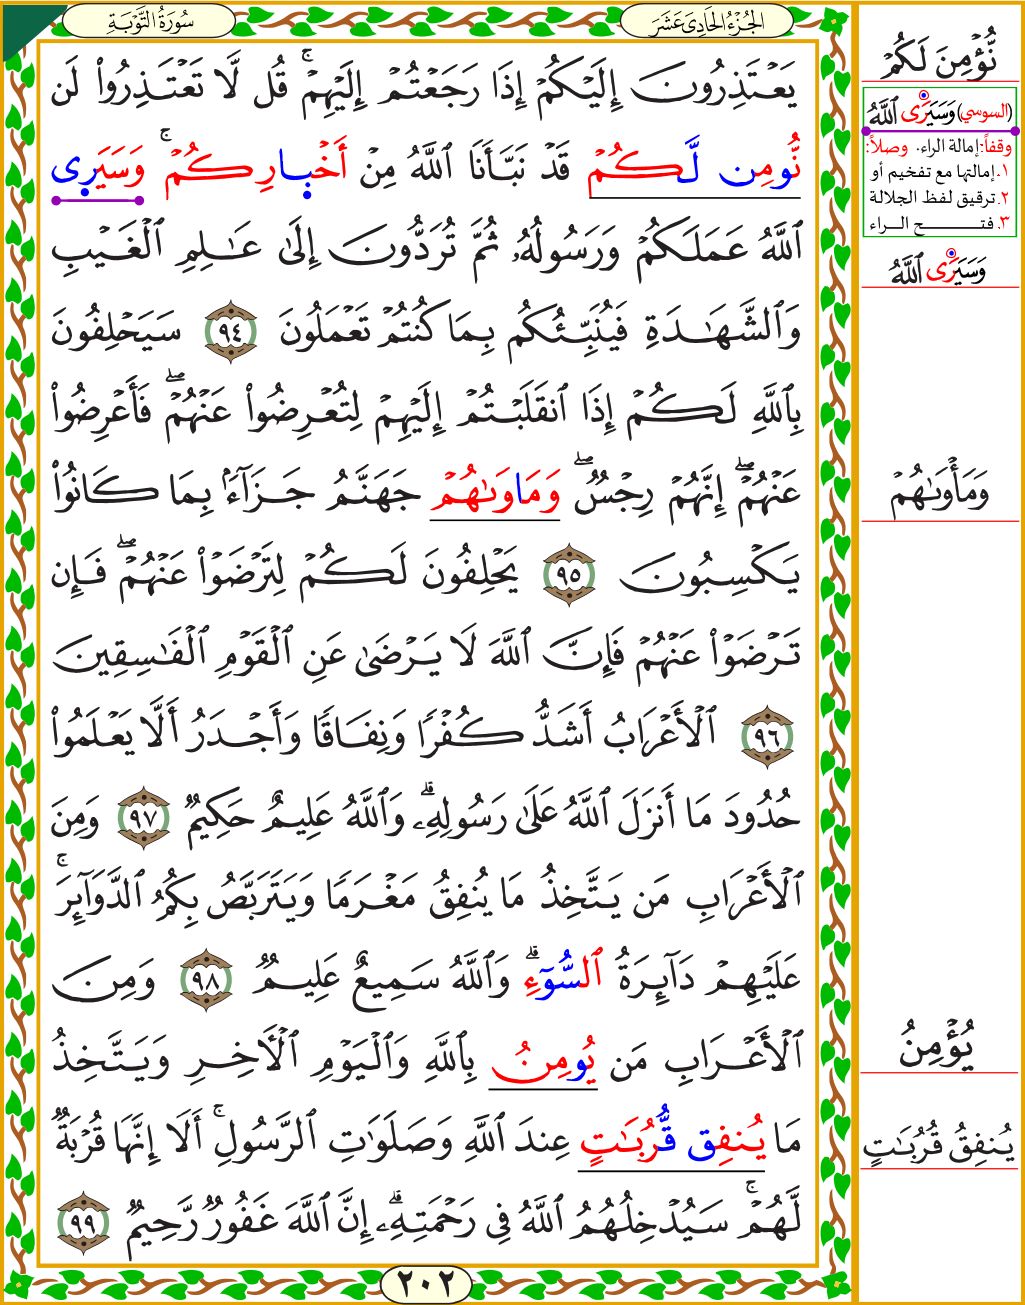 سُورَةُ التَّوْبَةِ
الجُزْءُ الحَادِيَ عَشَرَ
يَعْتَذِرُونَ إِلَيْكُمْ إِذَا رَجَعْتُمْ إِلَيْهِمْۚ قُل لَّا تَعْتَذِرُوا۟ لَن
نُّومِن لَّكُمْ قَدْ نَبَّأَنَا ٱللَّهُ مِنْ أَخْبِارِكُمْۚ وَسَيَرِى
ٱللَّهُ عَمَلَكُمْ وَرَسُولُهُۥ ثُمَّ تُرَدُّونَ إِلَىٰ عَـٰلِمِ ٱلْغَيْبِ
وَٱلشَّهَـٰدَةِ فَيُنَبِّئُكُم بِمَا كُنتُمْ تَعْمَلُونَ ٩٤ سَيَحْلِفُونَ
بِٱللَّهِ لَكُمْ إِذَا ٱنقَلَبْتُمْ إِلَيْهِمْ لِتُعْرِضُوا۟ عَنْهُمْۖ فَأَعْرِضُوا۟
عَنْهُمْۖ إِنَّهُمْ رِجْسٌۖ وَمَاوَىٰهُمْ جَهَنَّمُ جَزَآءًۢ بِمَا كَانُوا۟
يَكْسِبُونَ ٩٥ يَحْلِفُونَ لَكُمْ لِتَرْضَوْا۟ عَنْهُمْۖ فَإِن
تَرْضَوْا۟ عَنْهُمْ فَإِنَّ ٱللَّهَ لَا يَرْضَىٰ عَنِ ٱلْقَوْمِ ٱلْفَـٰسِقِينَ
٩٦ ٱلْأَعْرَابُ أَشَدُّ كُفْرًا وَنِفَاقًا وَأَجْدَرُ أَلَّا يَعْلَمُوا۟
حُدُودَ مَا أَنزَلَ ٱللَّهُ عَلَىٰ رَسُولِهِۦۗ وَٱللَّهُ عَلِيمٌ حَكِيمٌ ٩٧ وَمِنَ
ٱلْأَعْرَابِ مَن يَتَّخِذُ مَا يُنفِقُ مَغْرَمًا وَيَتَرَبَّصُ بِكُمُ ٱلدَّوَآئِرَۚ
عَلَيْهِمْ دَآئِرَةُ ٱلسُّوٓءِۗ وَٱللَّهُ سَمِيعٌ عَلِيمٌ ٩٨ وَمِنَ
ٱلْأَعْرَابِ مَن يُومِنُ بِٱللَّهِ وَٱلْيَوْمِ ٱلْـَٔاخِرِ وَيَتَّخِذُ
مَا يُنفِق قُّرُبَـٰتٍ عِندَ ٱللَّهِ وَصَلَوَٰتِ ٱلرَّسُولِۚ أَلَا إِنَّهَا قُرْبَةٌ
لَّهُمْۚ سَيُدْخِلُهُمُ ٱللَّهُ فِى رَحْمَتِهِۦۗ إِنَّ ٱللَّهَ غَفُورٌ رَّحِيمٌ ٩٩
٢٠٢
نُّؤْمِنَ لَكُمْ
(السوسي) وَسَيَرَى ٱللَّهُ
وقفاً: إمالة الراء. وصلاً:
١.إمالتها مع تفخيم أو
٢.ترقيق لفظ الجلالة
٣.فتح الراء
وَسَيَرَى ٱللَّهُ
وَمَأْوَىٰهُمْ
يُؤْمِنُ
يُنفِقُ قُرُبَـٰتٍ